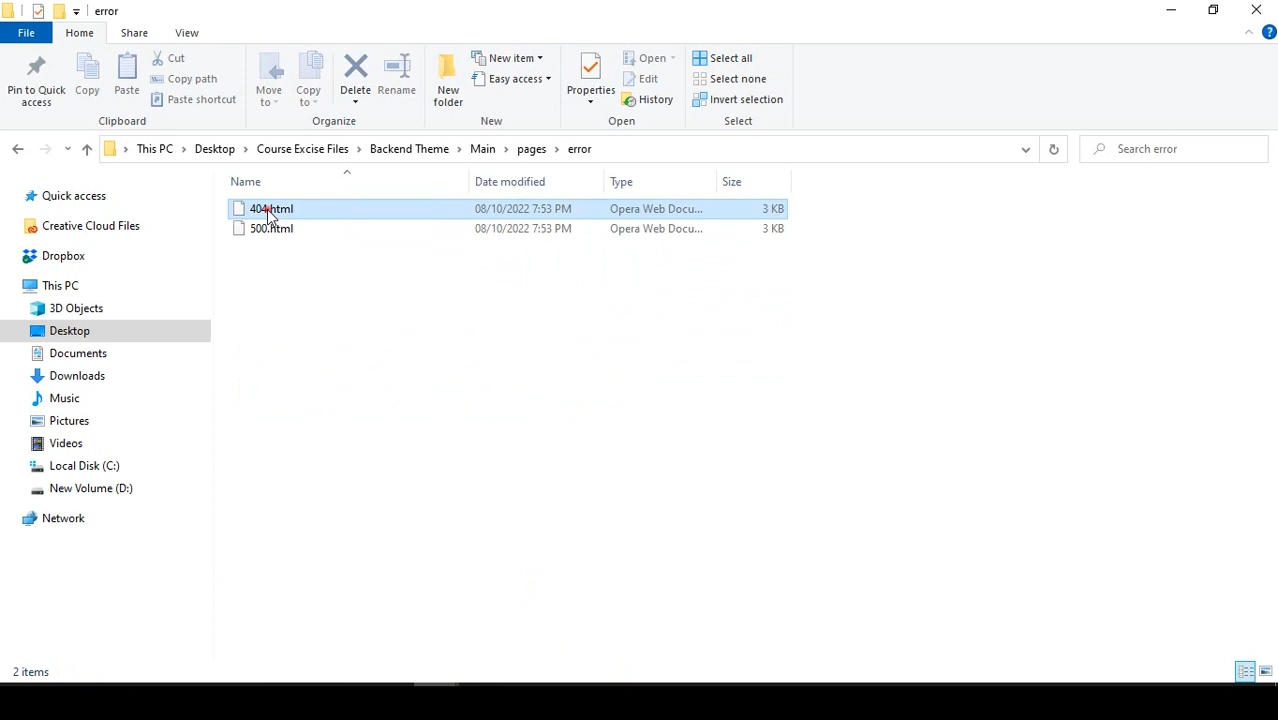 error
File Home Share View
Pin to Quick access
Copy
Paste
Cut
Copy path
Paste shortcut
Clipboard
Move to
Copy to
Delete
Rename
Organize
New folder
New item
Easy access
New
Properties
Open
Edit
History
Open
Select all
Select none
Invert selection
Select
This PC > Desktop > Course Excise Files > Backend Theme > Main > pages > error
Search error
Name Date modified Type Size
404.html 08/10/2022 7:53 PM Opera Web Docu... 3 KB
500.html 08/10/2022 7:53 PM Opera Web Docu... 3 KB
Quick access
Creative Cloud Files
Dropbox
This PC
3D Objects
Desktop
Documents
Downloads
Music
Pictures
Videos
Local Disk (C:)
New Volume (D:)
Network
2 items